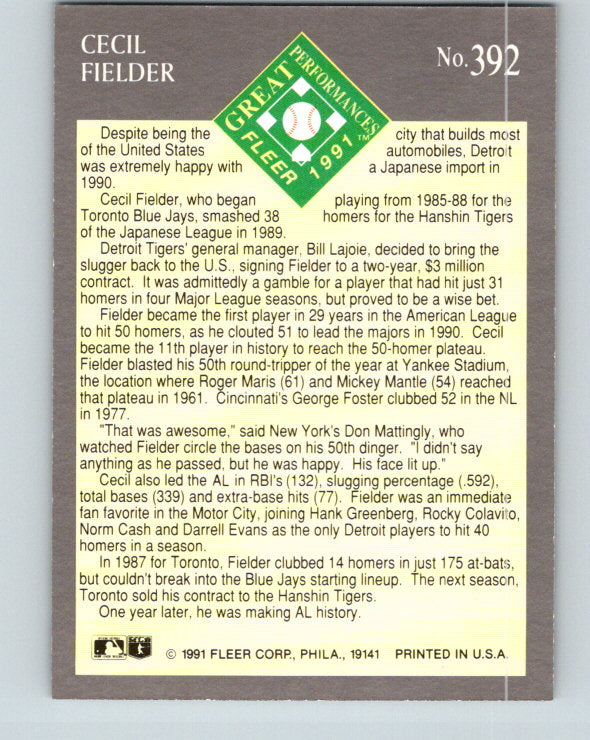 CECIL
FIELDER
No. 392
GREAT
PERFORMANCES™
FLEER
1991
Despite being the city that builds most
of the United States automobiles, Detroit
was extremely happy with a Japanese import in
1990.
Cecil Fielder, who began playing from 1985-88 for the
Toronto Blue Jays, smashed 38 homers for the Hanshin Tigers
of the Japanese League in 1989.
Detroit Tigers' general manager, Bill Lajoie, decided to bring the
slugger back to the U.S., signing Fielder to a two-year, $3 million
contract. It was admittedly a gamble for a player that had hit just 31
homers in four Major League seasons, but proved to be a wise bet.
Fielder became the first player in 29 years in the American League
to hit 50 homers, as he clouted 51 to lead the majors in 1990. Cecil
became the 11th player in history to reach the 50-homer plateau.
Fielder blasted his 50th round-tripper of the year at Yankee Stadium,
the location where Roger Maris (61) and Mickey Mantle (54) reached
that plateau in 1961. Cincinnati's George Foster clubbed 52 in the NL
in 1977.
"That was awesome," said New York's Don Mattingly, who
watched Fielder circle the bases on his 50th dinger. "I didn't say
anything as he passed, but he was happy. His face lit up."
Cecil also led the AL in RBI's (132), slugging percentage (.592),
total bases (339) and extra-base hits (77). Fielder was an immediate
fan favorite in the Motor City, joining Hank Greenberg, Rocky Colavito,
Norm Cash and Darrell Evans as the only Detroit players to hit 40
homers in a season.
In 1987 for Toronto, Fielder clubbed 14 homers in just 175 at-bats,
but couldn't break into the Blue Jays starting lineup. The next season,
Toronto sold his contract to the Hanshin Tigers.
One year later, he was making AL history.
© 1991 FLEER CORP., PHILA., 19141 PRINTED IN U.S.A.